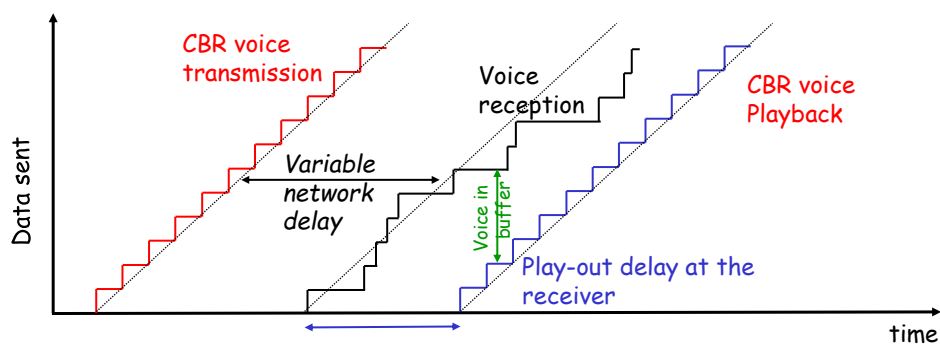 CBR voice
transmission
Voice
reception
CBR voice
Playback
Variable
network
delay
Data sent
Voice in
buffer
Play-out delay at the
receiver
time